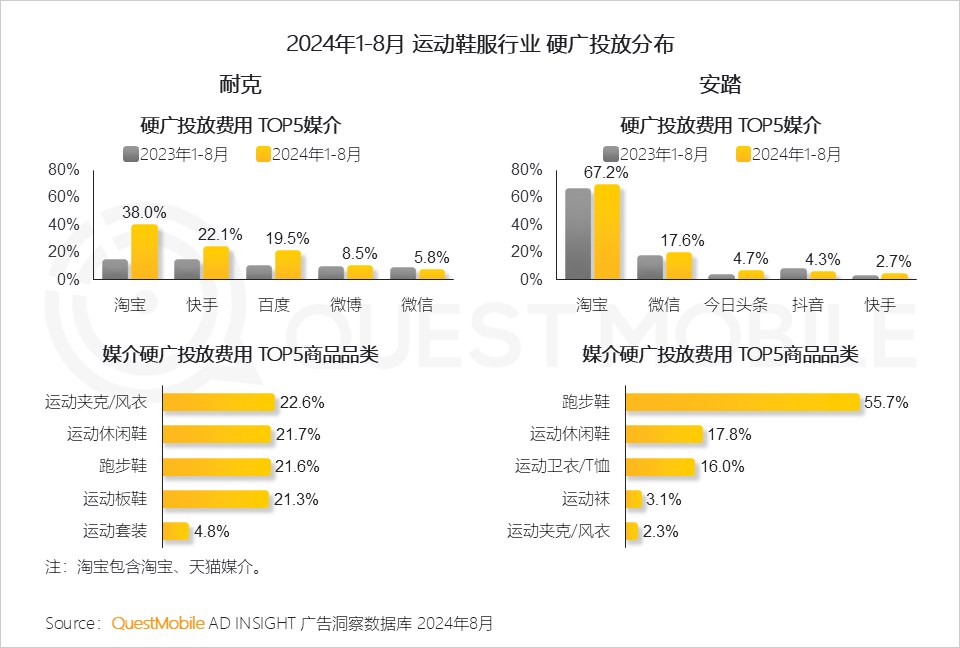 2024年1-8月 运动鞋服行业 硬广投放分布
耐克
硬广投放费用 TOP5媒介
2023年1-8月 2024年1-8月
80%
60%
40%
20%
0%
38.0% 22.1% 19.5% 8.5% 5.8%
淘宝 快手 百度 微博 微信
安踏
硬广投放费用 TOP5媒介
2023年1-8月 2024年1-8月
80%
60%
40%
20%
0%
67.2% 17.6% 4.7% 4.3% 2.7%
淘宝 微信 今日头条 抖音 快手
QUEST MOBILE
媒介硬广投放费用 TOP5商品品类
运动夹克/风衣 22.6%
运动休闲鞋 21.7%
跑步鞋 21.6%
运动板鞋 21.3%
运动套装 4.8%
媒介硬广投放费用 TOP5商品品类
跑步鞋 55.7%
运动休闲鞋 17.8%
运动卫衣/T恤 16.0%
运动袜 3.1%
运动夹克/风衣 2.3%
注：淘宝包含淘宝、天猫媒介。
Source：QuestMobile AD INSIGHT 广告洞察数据库 2024年8月